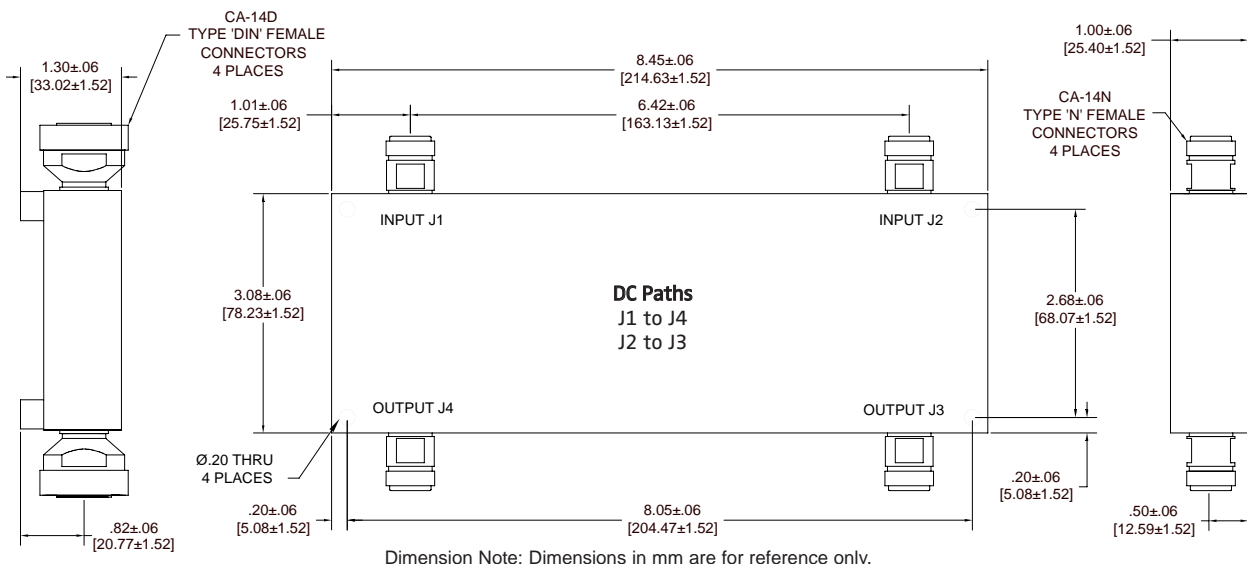 CA-14D
TYPE 'DIN' FEMALE
CONNECTORS
4 PLACES
1.30±.06
[33.02±1.52]
8.45±.06
[214.63±1.52]
1.00±.06
[25.40±1.52]
1.01±.06
[25.75±1.52]
6.42±.06
[163.13±1.52]
CA-14N
TYPE 'N' FEMALE
CONNECTORS
4 PLACES
INPUT J1
INPUT J2
3.08±.06
[78.23±1.52]
DC Paths
J1 to J4
J2 to J3
2.68±.06
[68.07±1.52]
OUTPUT J4
OUTPUT J3
Ø.20 THRU
4 PLACES
.20±.06
[5.08±1.52]
.82±.06
[20.77±1.52]
.20±.06
[5.08±1.52]
8.05±.06
[204.47±1.52]
.50±.06
[12.59±1.52]
Dimension Note: Dimensions in mm are for reference only.